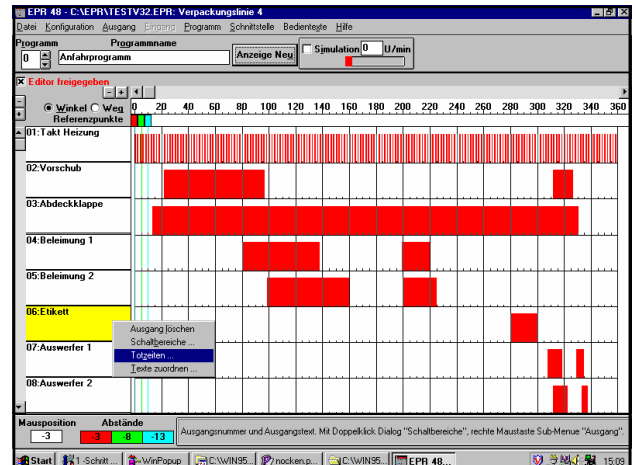 EPR 48 - C:\EPR\TESTV32.EPR: Verpackungslinie 4
Datei Konfiguration Ausgang Eingang Programm Schnittstelle Bedientexte Hilfe
Programm Programmname
0 Anfahrprogramm Anzeige Neu Simulation 0 U/min
Editor freigegeben
- +
- Winkel Weg 0 20 40 60 80 100 120 140 160 180 200 220 240 260 280 300 320 340 360
+ Referenzpunkte
01:Takt Heizung
02:Vorschub
03:Abdeckklappe
04:Beleimung 1
05:Beleimung 2
06:Etikett
Ausgang löschen
Schaltbereiche ...
07:Auswerfer 1
Totzeiten ...
Texte zuordnen ...
08:Auswerfer 2
Mausposition Abstände
-3 -3 -8 -13 Ausgangsnummer und Ausgangstext. Mit Doppelklick Dialog "Schaltbereiche", rechte Maustaste Sub-Menue "Ausgang".
Start 1-Schritt ... WinPopup C:\WIN95... nocken.p... C:\WIN95... EPR 48... 15:09